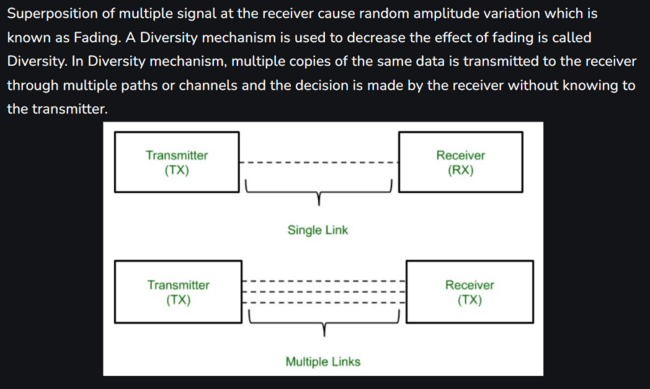 Superposition of multiple signal at the receiver cause random amplitude variation which is
known as Fading. A Diversity mechanism is used to decrease the effect of fading is called
Diversity. In Diversity mechanism, multiple copies of the same data is transmitted to the receiver
through multiple paths or channels and the decision is made by the receiver without knowing to
the transmitter.
Transmitter
(TX)
Receiver
(RX)
Single Link
Transmitter
(TX)
Receiver
(TX)
Multiple Links